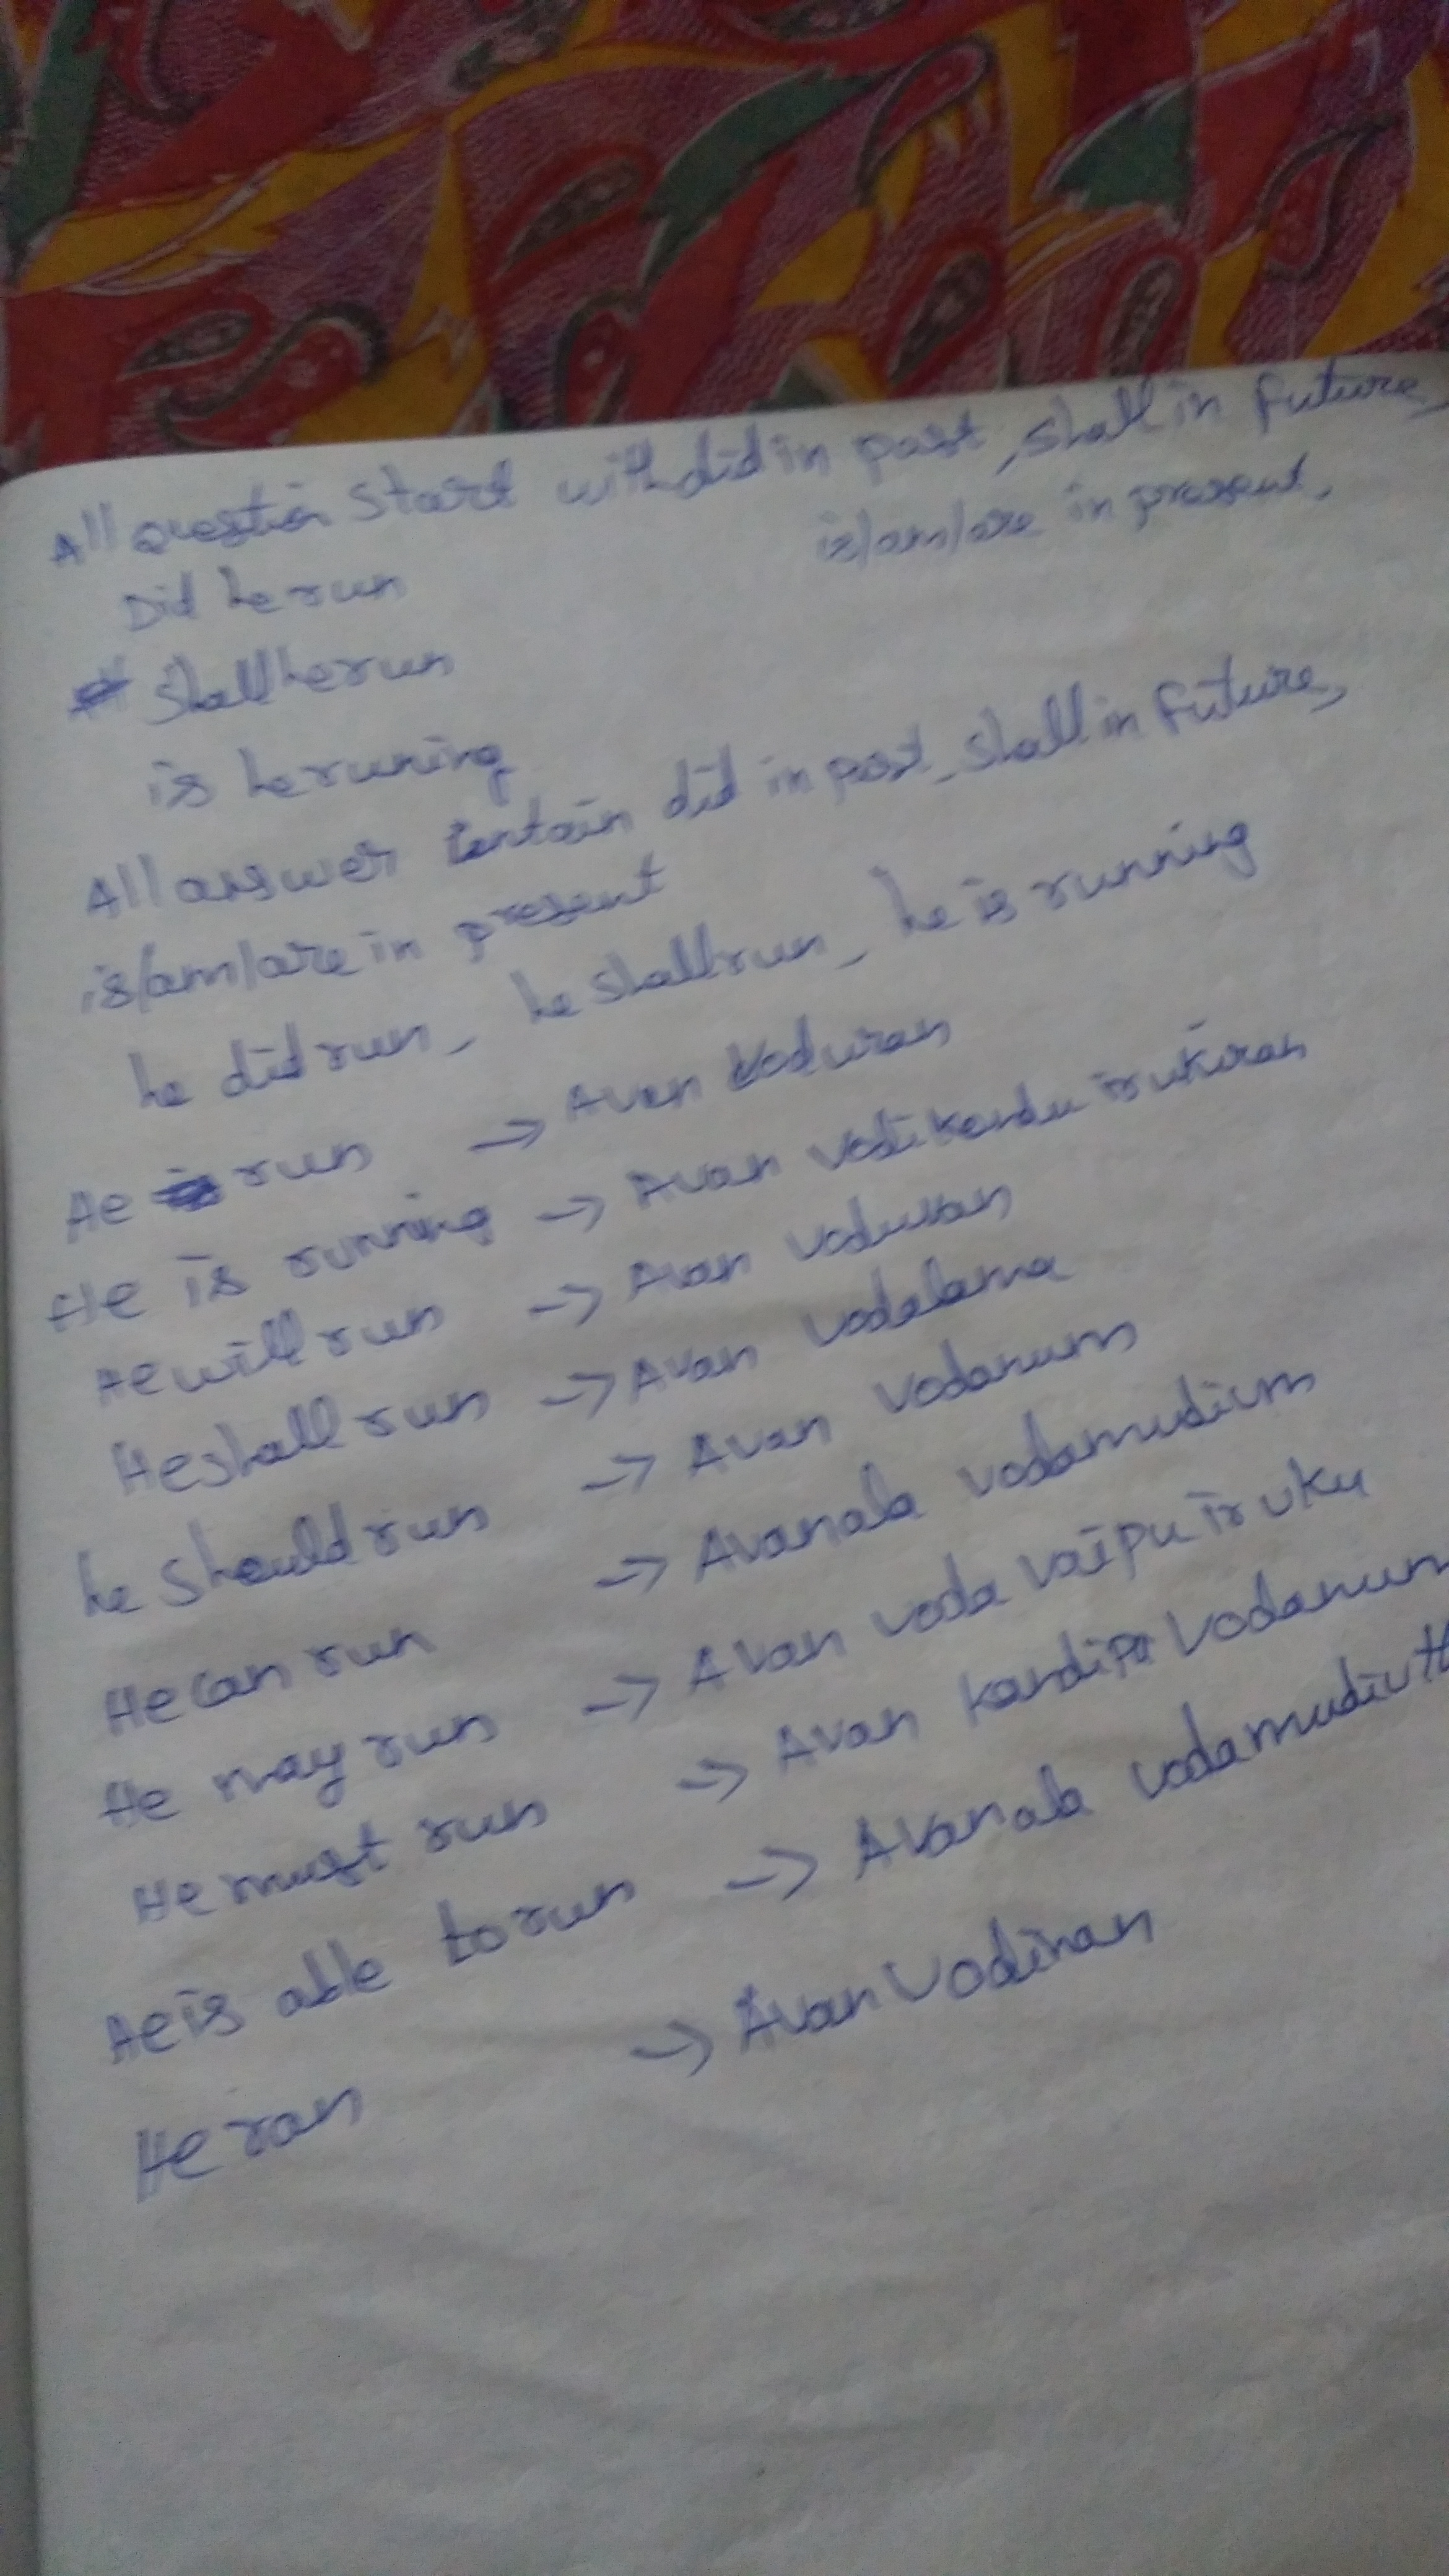 All question start with did in past, shall in future,
is/am/are in present.
Did he run
Shall he run
is he runing
All answer contain did in past, shall in future,
is/am/are in present
he did run, he shall run, he is running
He run → Avan voduran
He is running → Avan vodikondu irukiran
He will run → Avan voduvan
He shall run → Avan vodalama
he should run → Avan vodanum
He can run → Avanala vodamudium
He may run → Avan voda vaipu iruku
He must run → Avan kandipa vodanum
He is able to run → Avanala vodamudiuth
He ran → Avan vodinan